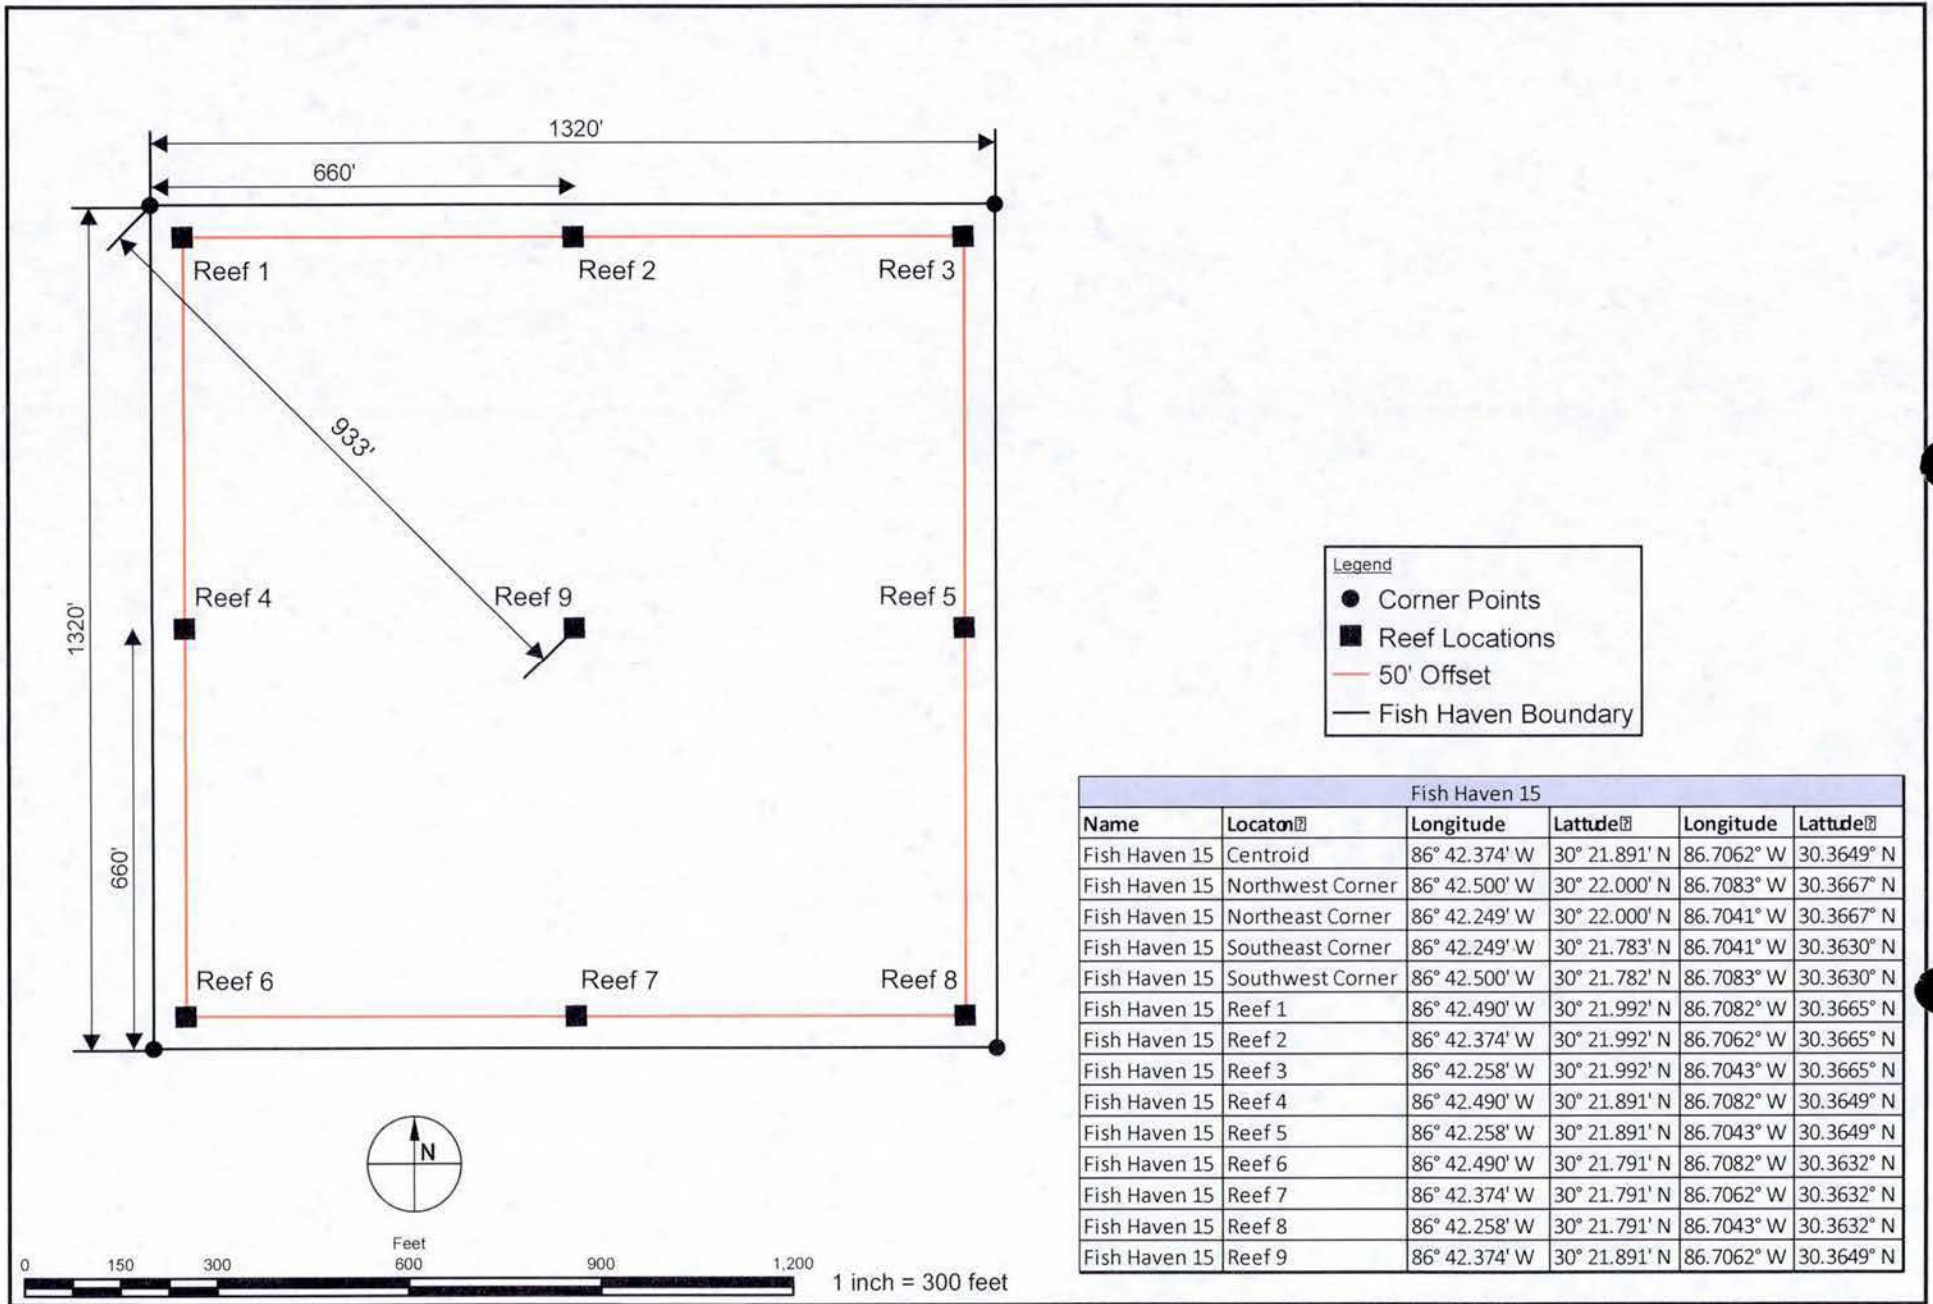 1320'
660'
Reef 1
Reef 2
Reef 3
933'
1320'
Reef 4
Reef 9
Reef 5
660'
Reef 6
Reef 7
Reef 8
N
Feet
0 150 300 600 900 1,200
1 inch = 300 feet
Legend
Corner Points
Reef Locations
50' Offset
Fish Haven Boundary
Fish Haven 15
Name Locaton⍰ Longitude Lattude⍰ Longitude Lattude⍰
Fish Haven 15 Centroid 86° 42.374' W 30° 21.891' N 86.7062° W 30.3649° N
Fish Haven 15 Northwest Corner 86° 42.500' W 30° 22.000' N 86.7083° W 30.3667° N
Fish Haven 15 Northeast Corner 86° 42.249' W 30° 22.000' N 86.7041° W 30.3667° N
Fish Haven 15 Southeast Corner 86° 42.249' W 30° 21.783' N 86.7041° W 30.3630° N
Fish Haven 15 Southwest Corner 86° 42.500' W 30° 21.782' N 86.7083° W 30.3630° N
Fish Haven 15 Reef 1 86° 42.490' W 30° 21.992' N 86.7082° W 30.3665° N
Fish Haven 15 Reef 2 86° 42.374' W 30° 21.992' N 86.7062° W 30.3665° N
Fish Haven 15 Reef 3 86° 42.258' W 30° 21.992' N 86.7043° W 30.3665° N
Fish Haven 15 Reef 4 86° 42.490' W 30° 21.891' N 86.7082° W 30.3649° N
Fish Haven 15 Reef 5 86° 42.258' W 30° 21.891' N 86.7043° W 30.3649° N
Fish Haven 15 Reef 6 86° 42.490' W 30° 21.791' N 86.7082° W 30.3632° N
Fish Haven 15 Reef 7 86° 42.374' W 30° 21.791' N 86.7062° W 30.3632° N
Fish Haven 15 Reef 8 86° 42.258' W 30° 21.791' N 86.7043° W 30.3632° N
Fish Haven 15 Reef 9 86° 42.374' W 30° 21.891' N 86.7062° W 30.3649° N